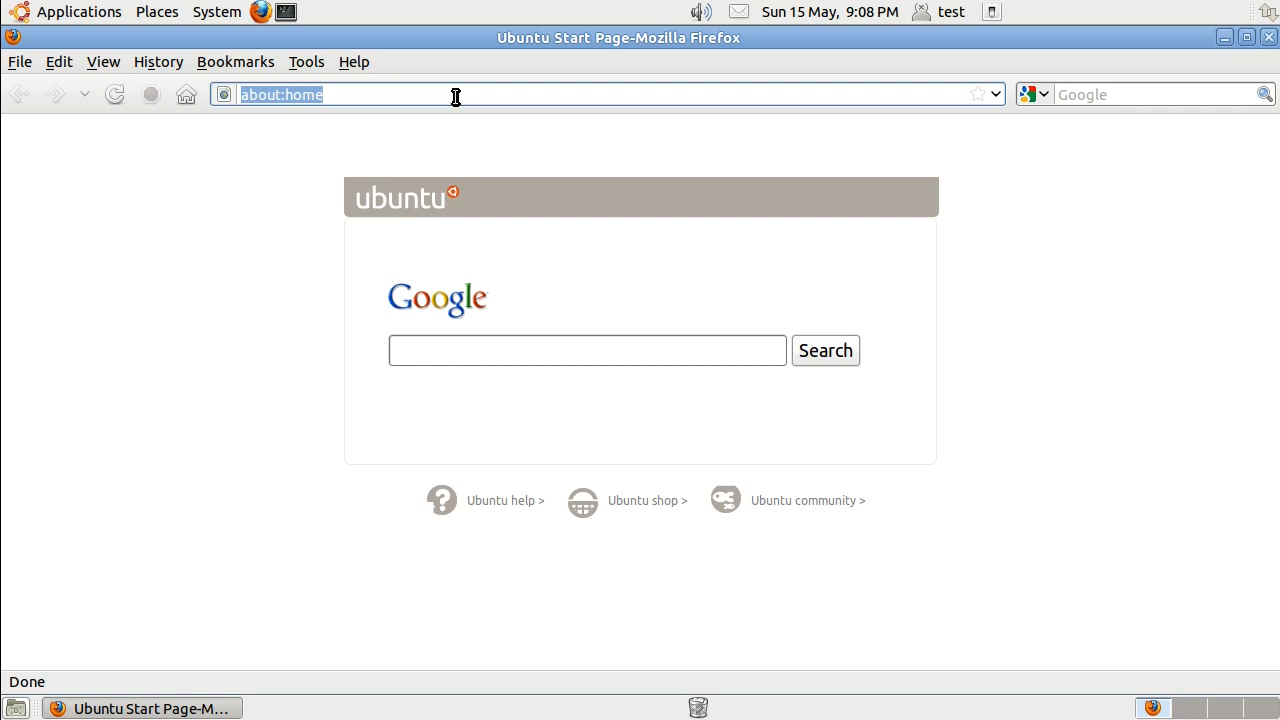 Applications Places System Sun 15 May, 9:08 PM test
Ubuntu Start Page-Mozilla Firefox
File Edit View History Bookmarks Tools Help
about:home Google
ubuntu
Google
Search
Ubuntu help > Ubuntu shop > Ubuntu community >
Done
Ubuntu Start Page-M...